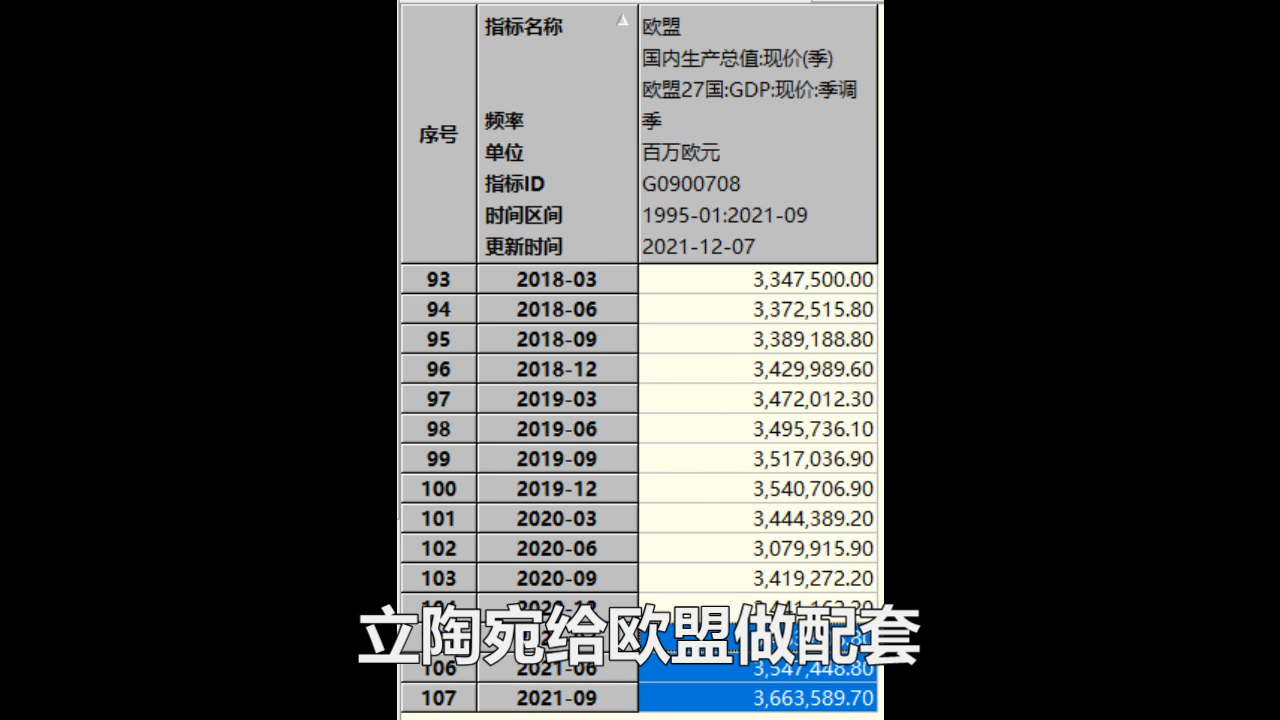 序号
指标名称
频率
单位
指标ID
时间区间
更新时间
欧盟
国内生产总值:现价(季)
欧盟27国:GDP:现价:季调
季
百万欧元
G0900708
1995-01:2021-09
2021-12-07
93 2018-03 3,347,500.00
94 2018-06 3,372,515.80
95 2018-09 3,389,188.80
96 2018-12 3,429,989.60
97 2019-03 3,472,012.30
98 2019-06 3,495,736.10
99 2019-09 3,517,036.90
100 2019-12 3,540,706.90
101 2020-03 3,444,389.20
102 2020-06 3,079,915.90
103 2020-09 3,419,272.20
立陶宛给欧盟做配套
106 2021-06 3,547,448.80
107 2021-09 3,663,589.70